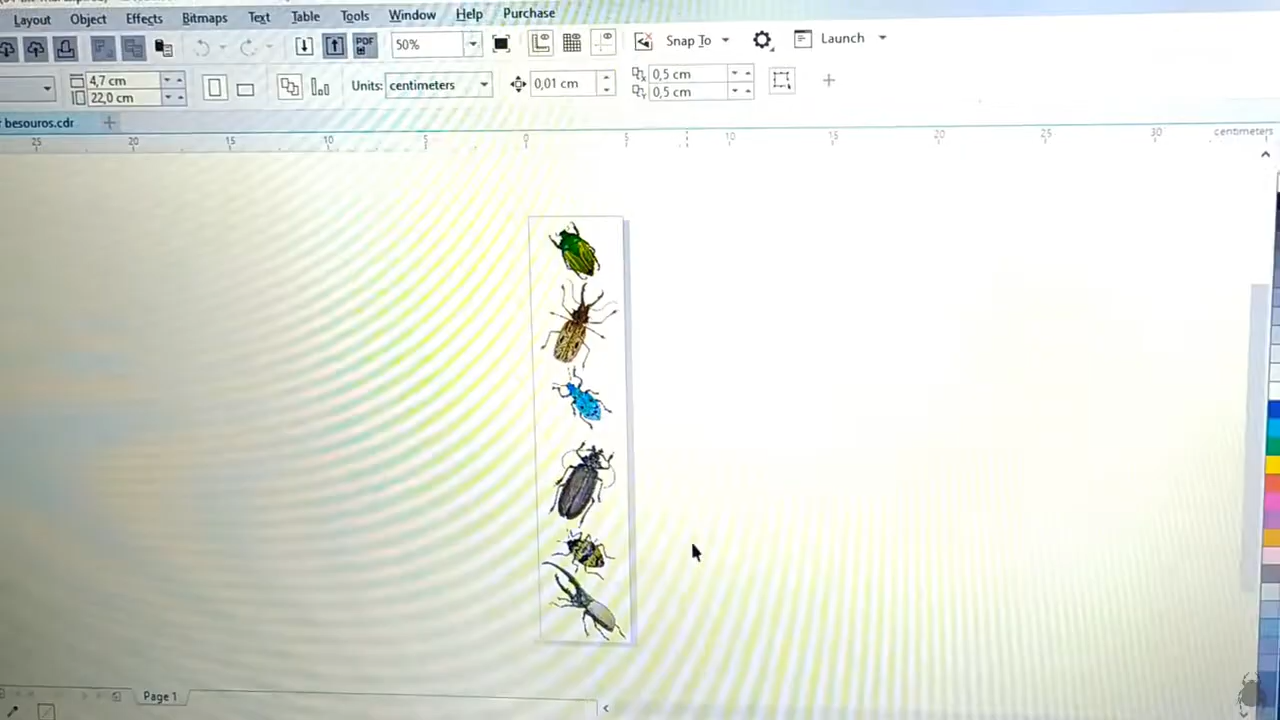 Layout Object Effects Bitmaps Text Table Tools Window Help Purchase
PDF 50% Snap To Launch
4,7 cm
22,0 cm
Units: centimeters 0,01 cm
0,5 cm
0,5 cm
besouros.cdr
25 20 15 10 5 0 5 10 15 20 25 30 centimeters
Page 1